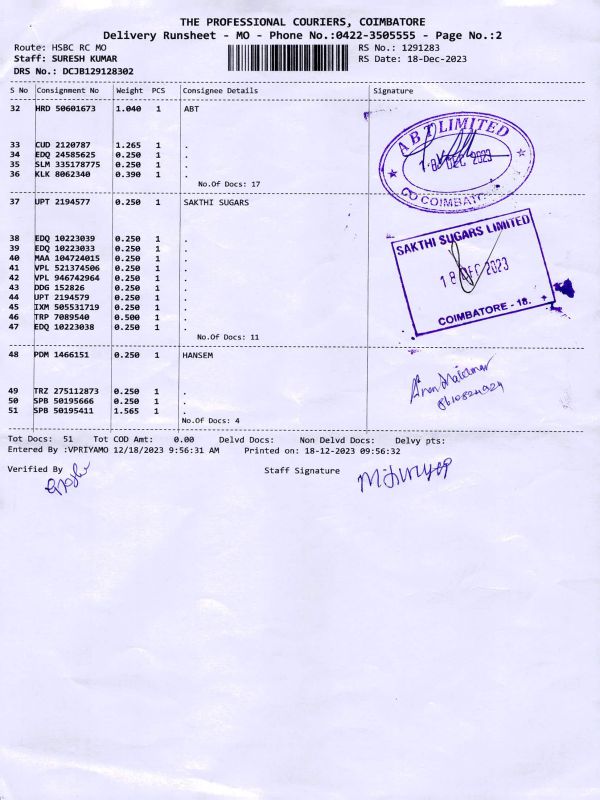 THE PROFESSIONAL COURIERS, COIMBATORE
Delivery Runsheet - MO - Phone No.:0422-3505555 - Page No.:2
Route: HSBC RC MO RS No.: 1291283
Staff: SURESH KUMAR RS Date: 18-Dec-2023
DRS No.: DCJB129128302
S No Consignment No Weight PCS Consignee Details Signature
32 HRD 50601673 1.040 1 ABT
33 CUD 2120787 1.265 1 .
34 EDQ 24585625 0.250 1 .
35 SLM 335178775 0.250 1 .
36 KLK 8062340 0.390 1 .
No.Of Docs: 17
ABT LIMITED
18 DEC 2023
CO COIMBATORE
37 UPT 2194577 0.250 1 SAKTHI SUGARS
38 EDQ 10223039 0.250 1 .
39 EDQ 10223033 0.250 1 .
40 MAA 104724015 0.250 1 .
41 VPL 521374506 0.250 1 .
42 VPL 946742964 0.250 1 .
43 DDG 152826 0.250 1 .
44 UPT 2194579 0.250 1 .
45 IXM 505531719 0.250 1 .
46 TRP 7089540 0.500 1 .
47 EDQ 10223038 0.250 1 .
No.Of Docs: 11
SAKTHI SUGARS LIMITED
18 DEC 2023
COIMBATORE - 18.
48 PDM 1466151 0.250 1 HANSEM
49 TRZ 275112873 0.250 1 .
50 SPB 50195666 0.250 1 .
51 SPB 50195411 1.565 1 .
No.Of Docs: 4
Tot Docs: 51 Tot COD Amt: 0.00 Delvd Docs: Non Delvd Docs: Delvy pts:
Entered By :VPRIYAMO 12/18/2023 9:56:31 AM Printed on: 18-12-2023 09:56:32
Verified By Staff Signature